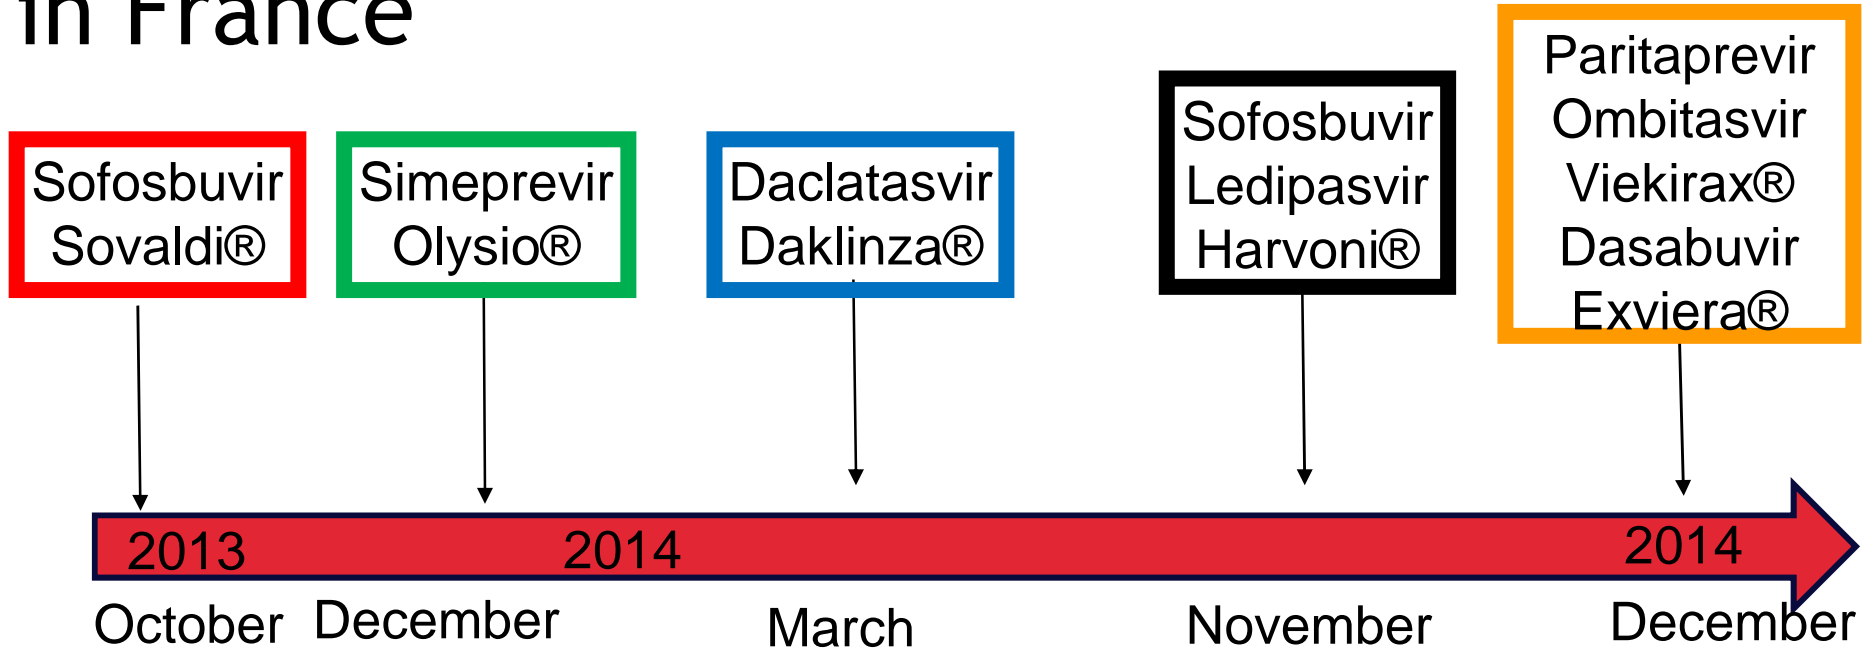 in France
Sofosbuvir
Sovaldi®
Simeprevir
Olysio®
Daclatasvir
Daklinza®
Sofosbuvir
Ledipasvir
Harvoni®
Paritaprevir
Ombitasvir
Viekirax®
Dasabuvir
Exviera®
2013
2014
2014
October
December
March
November
December